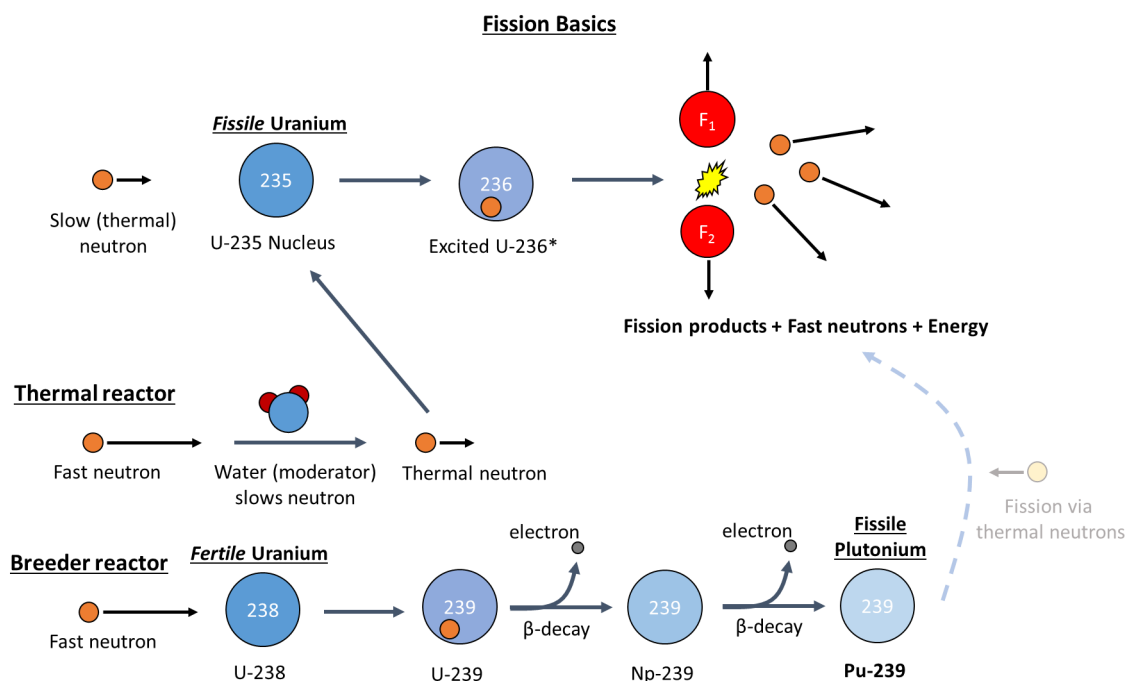 Fission Basics
Fissile Uranium
235
236
F1
F2
Slow (thermal)
neutron
U-235 Nucleus
Excited U-236*
Fission products + Fast neutrons + Energy
Thermal reactor
Fast neutron
Water (moderator)
slows neutron
Thermal neutron
Fission via
thermal neutrons
Breeder reactor
Fertile Uranium
electron
electron
Fissile
Plutonium
238
239
239
239
Fast neutron
β-decay
β-decay
U-238
U-239
Np-239
Pu-239